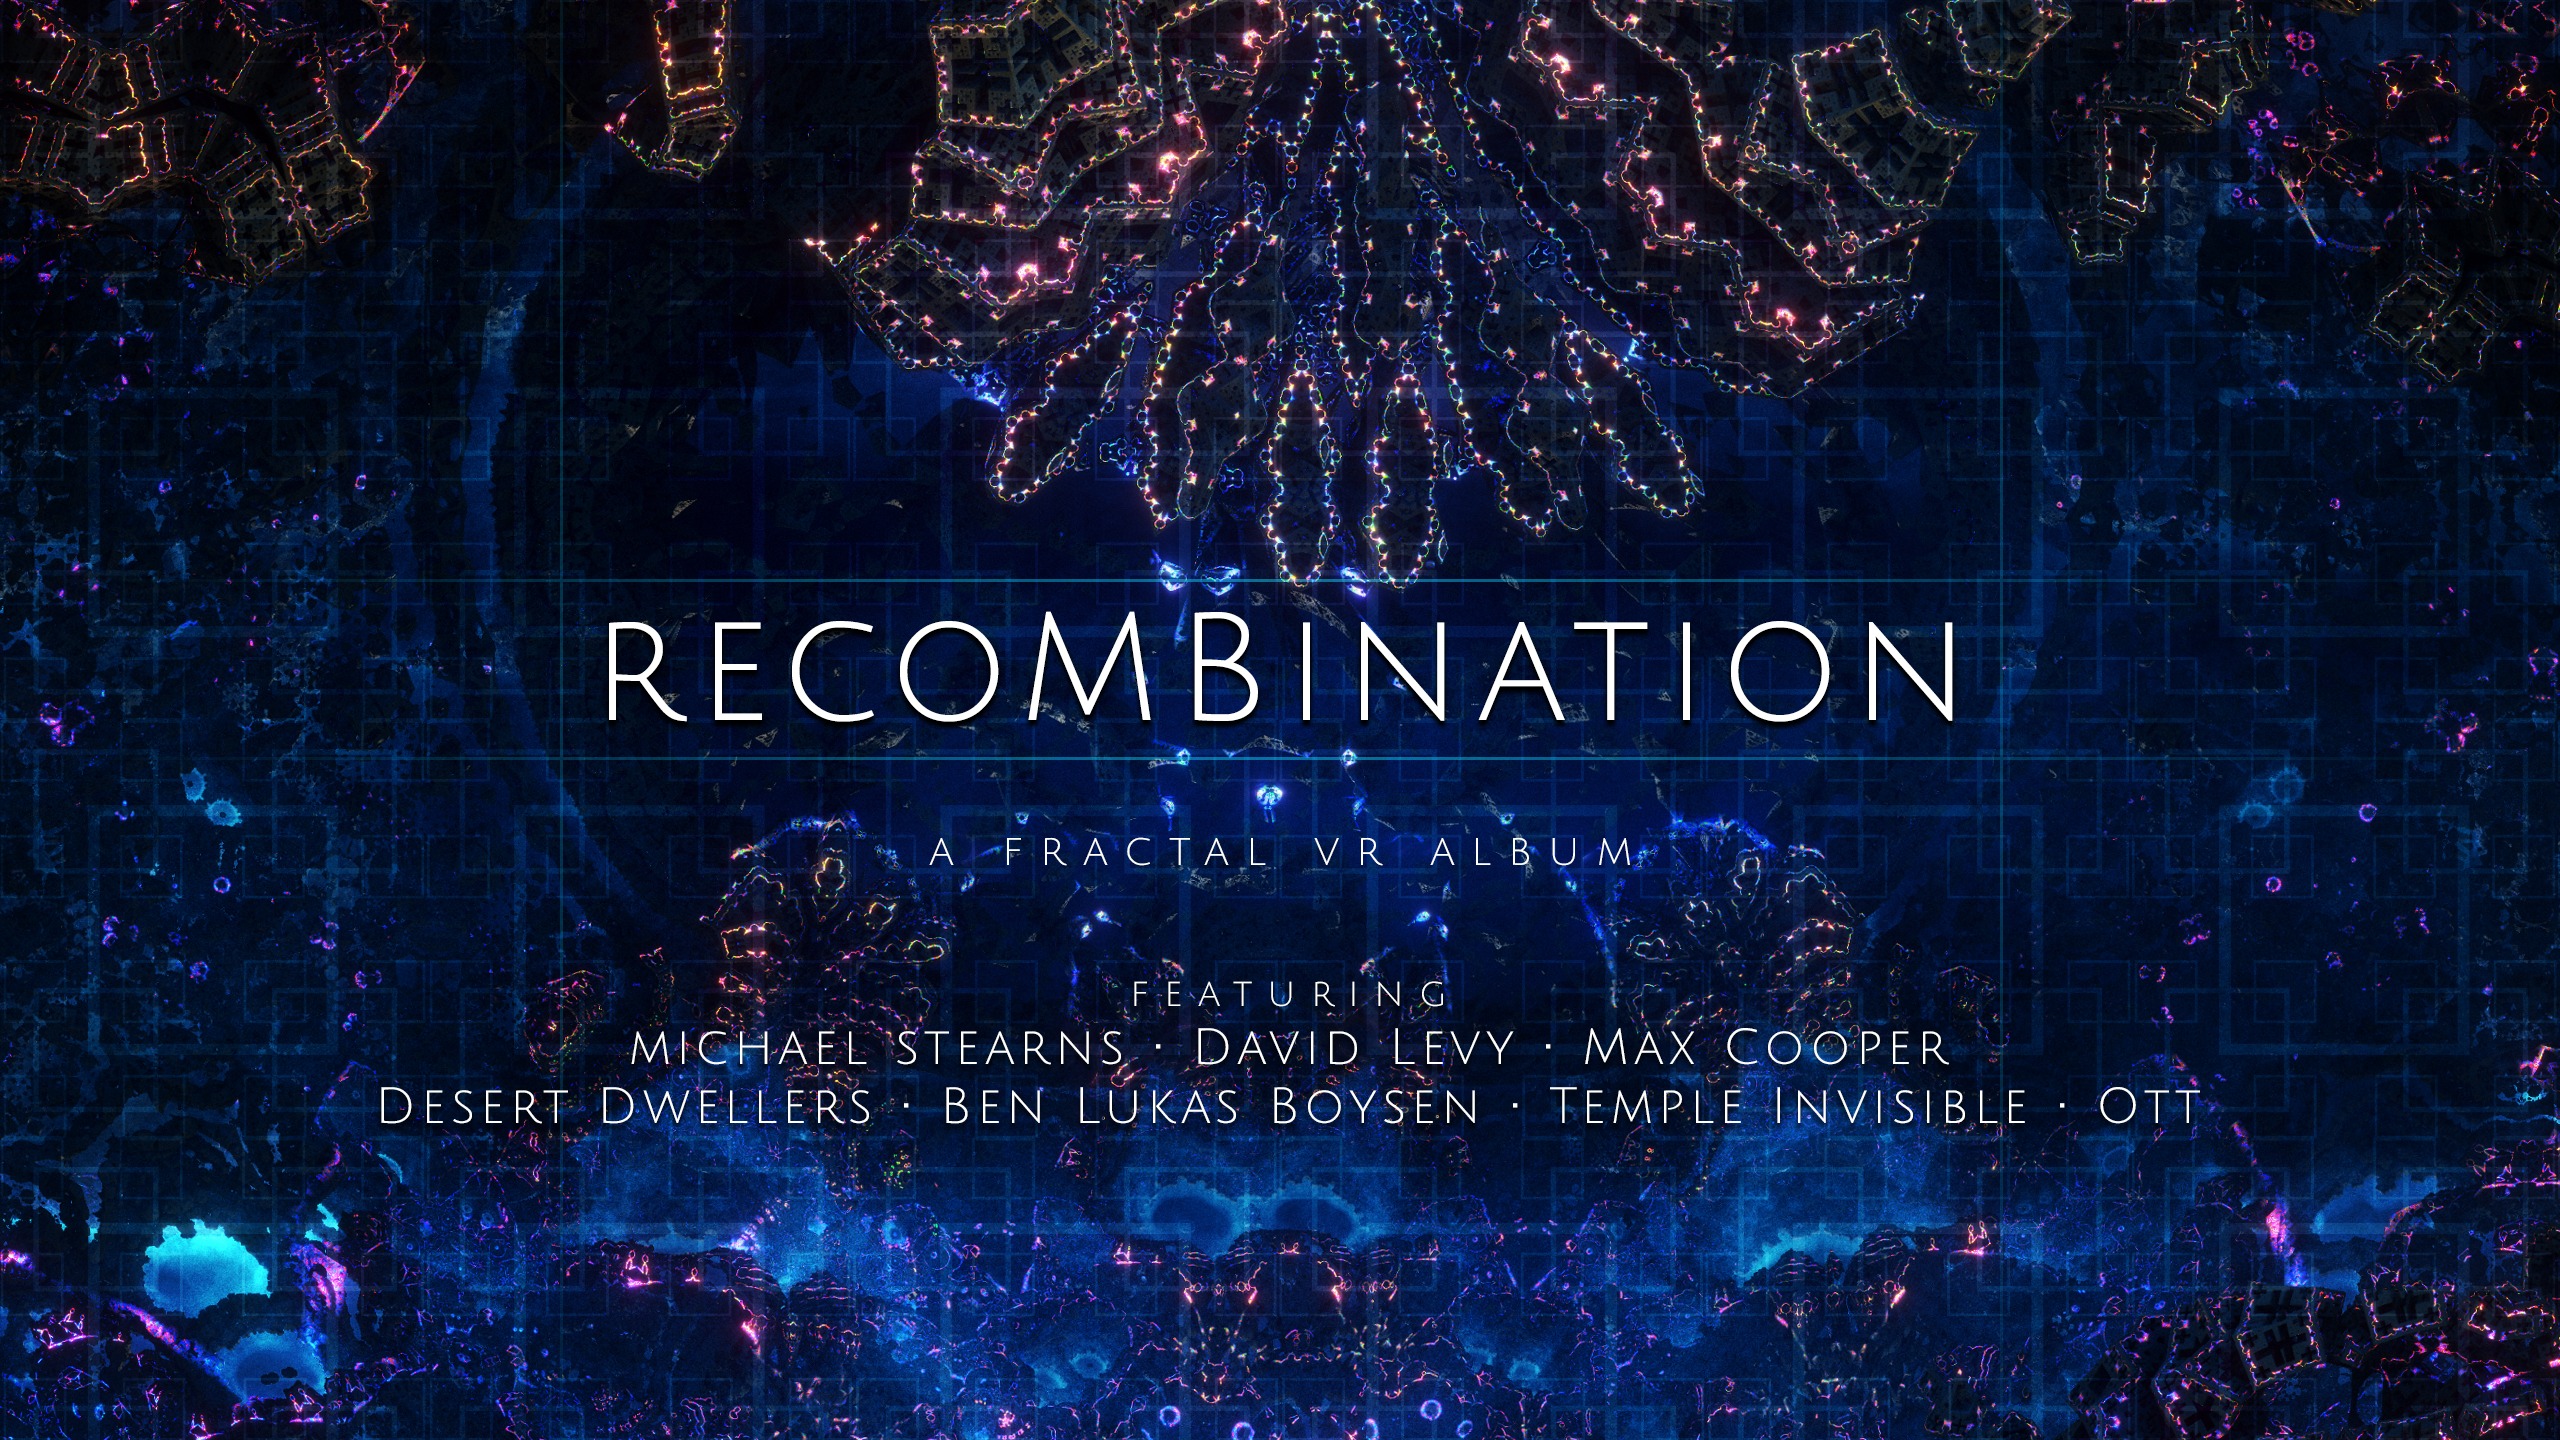 RECOMBINATION
A FRACTAL VR ALBUM
FEATURING
MICHAEL STEARNS · DAVID LEVY · MAX COOPER
DESERT DWELLERS · BEN LUKAS BOYSEN · TEMPLE INVISIBLE · OTT